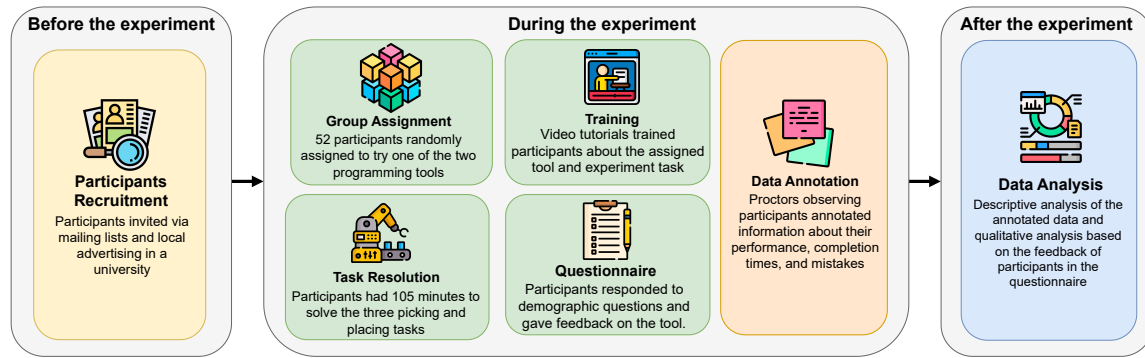 Before the experiment
Participants
Recruitment
Participants invited via
mailing lists and local
advertising in a
university
During the experiment
Group Assignment
52 participants randomly
assigned to try one of the two
programming tools
Training
Video tutorials trained
participants about the assigned
tool and experiment task
Task Resolution
Participants had 105 minutes to
solve the three picking and
placing tasks
Questionnaire
Participants responded to
demographic questions and
gave feedback on the tool.
Data Annotation
Proctors observing
participants annotated
information about their
performance, completion
times, and mistakes
After the experiment
Data Analysis
Descriptive analysis of the
annotated data and
qualitative analysis based
on the feedback of
participants in the
questionnaire